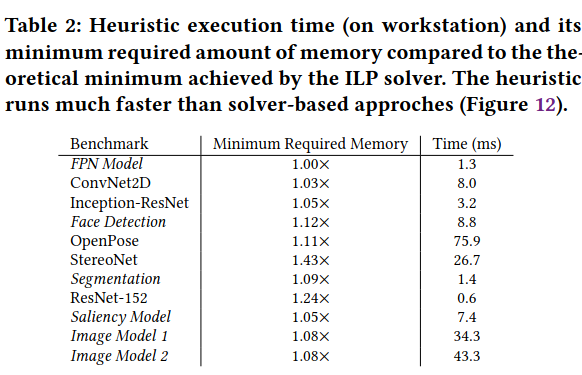 Table 2: Heuristic execution time (on workstation) and its
minimum required amount of memory compared to the the-
oretical minimum achieved by the ILP solver. The heuristic
runs much faster than solver-based approches (Figure 12).
Benchmark Minimum Required Memory Time (ms)
FPN Model 1.00× 1.3
ConvNet2D 1.03× 8.0
Inception-ResNet 1.05× 3.2
Face Detection 1.12× 8.8
OpenPose 1.11× 75.9
StereoNet 1.43× 26.7
Segmentation 1.09× 1.4
ResNet-152 1.24× 0.6
Saliency Model 1.05× 7.4
Image Model 1 1.08× 34.3
Image Model 2 1.08× 43.3